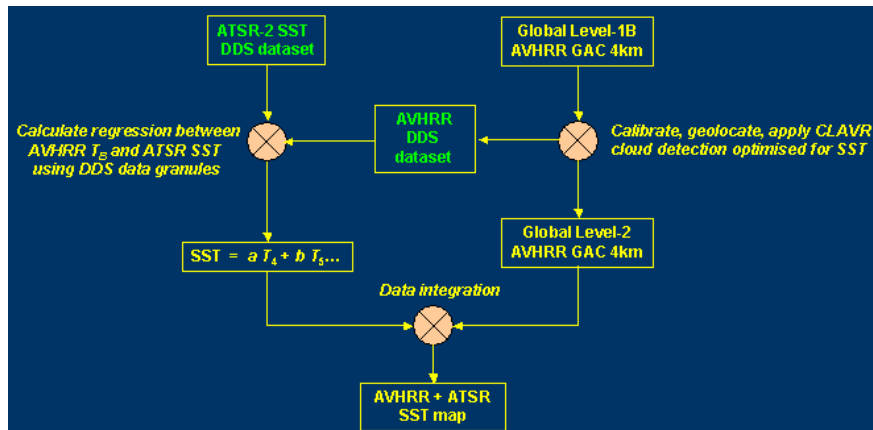 ATSR-2 SST
DDS dataset
Global Level-1B
AVHRR GAC 4km
Calculate regression between
AVHRR T_B and ATSR SST
using DDS data granules
AVHRR
DDS
dataset
Calibrate, geolocate, apply CLAVR
cloud detection optimised for SST
SST = a T₄ + b T₅...
Global Level-2
AVHRR GAC 4km
Data integration
AVHRR + ATSR
SST map